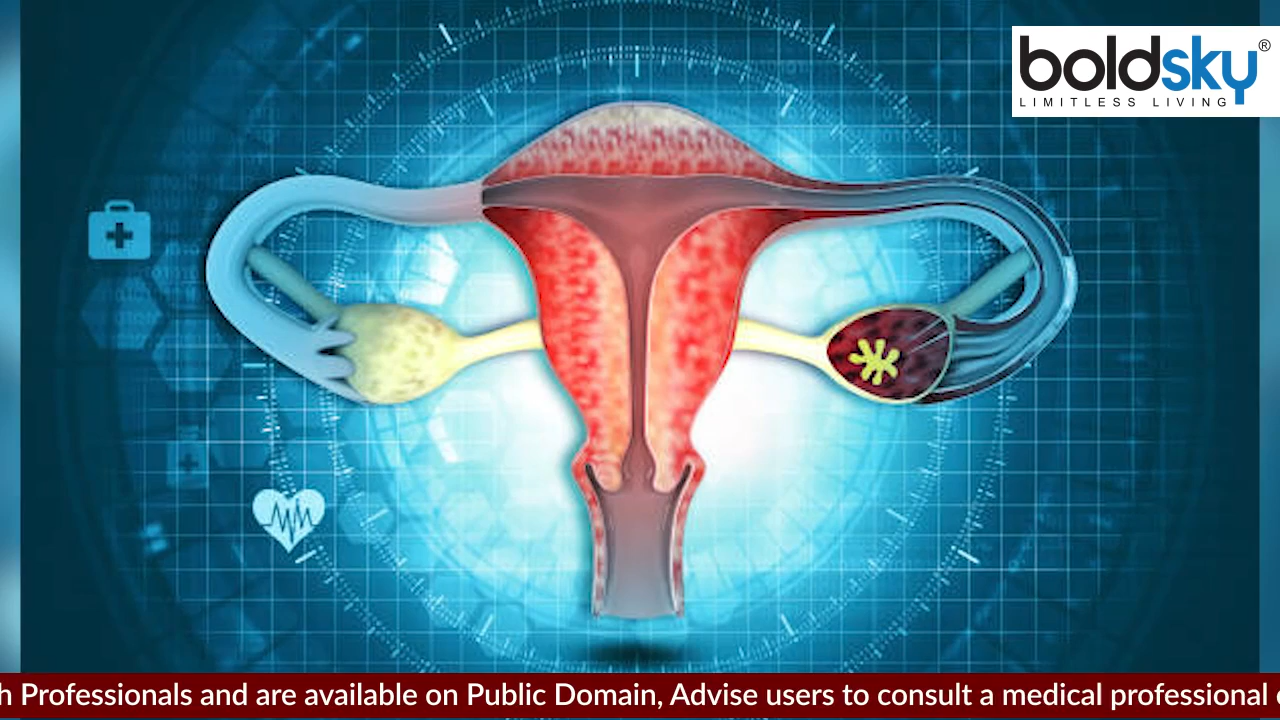 boldsky®
LIMITLESS LIVING
h Professionals and are available on Public Domain, Advise users to consult a medical professional